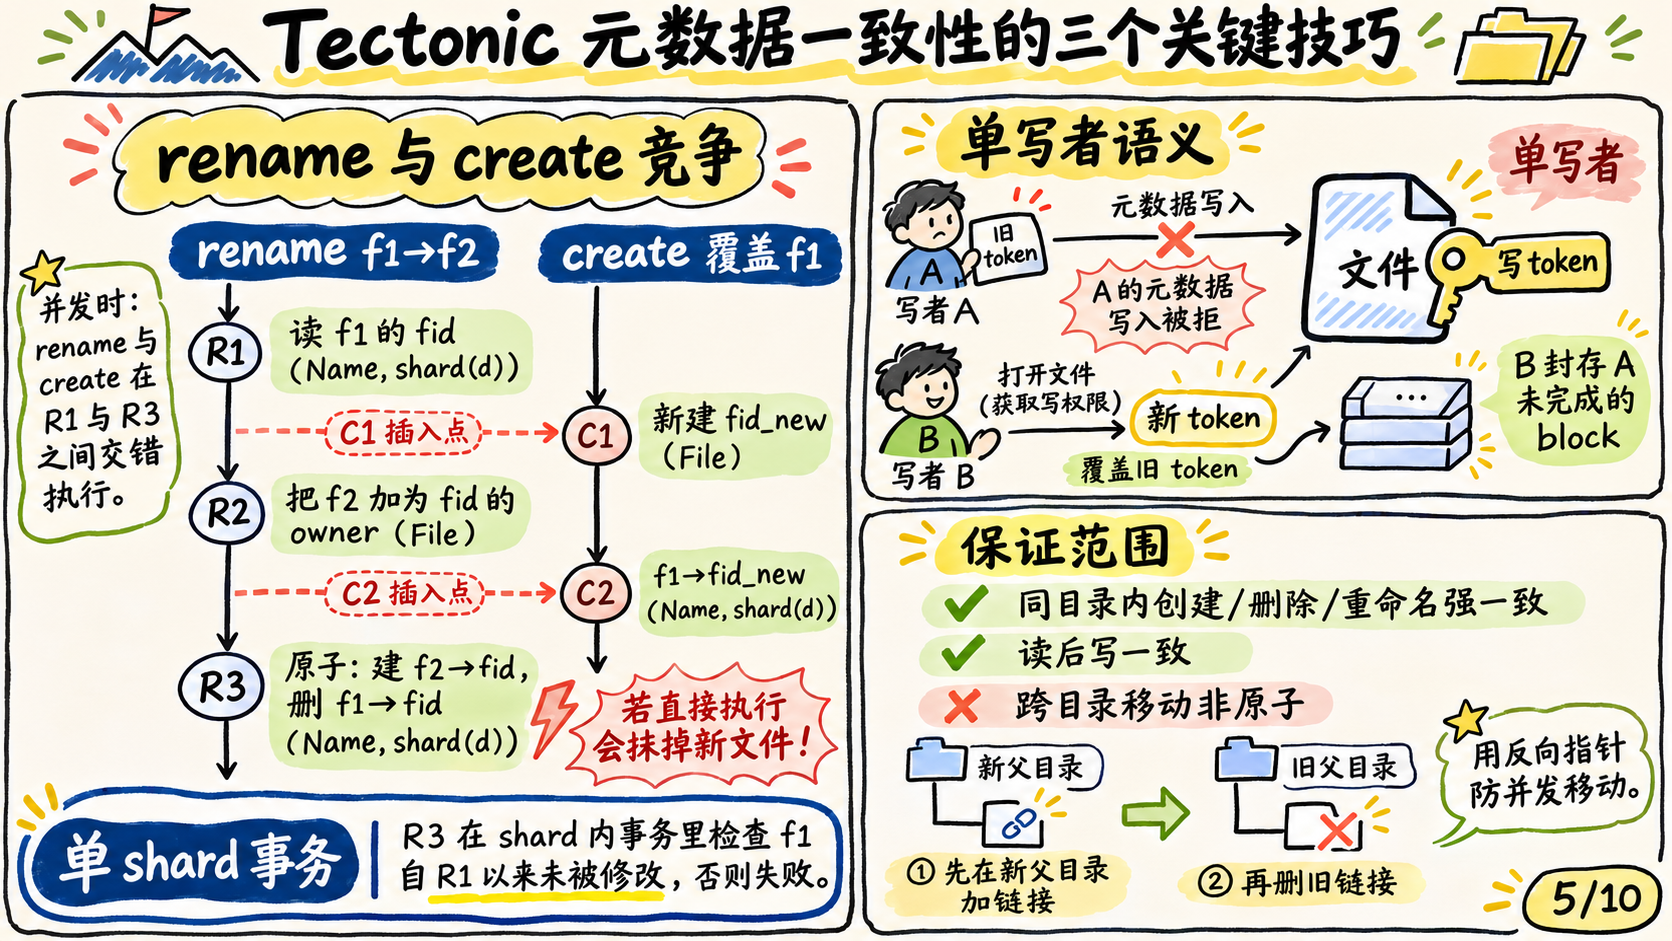 Tectonic 元数据一致性的三个关键技巧
rename 与 create 竞争
rename f1→f2
create 覆盖 f1
并发时：
rename 与
create 在
R1 与 R3
之间交错
执行。
R1
读 f1 的 fid
(Name, shard(d))
C1 插入点
C1
新建 fid_new
(File)
R2
把 f2 加为 fid 的
owner (File)
C2 插入点
C2
f1→fid_new
(Name, shard(d))
R3
原子：建 f2→fid，
删 f1→fid
(Name, shard(d))
若直接执行
会抹掉新文件！
单 shard 事务
R3 在 shard 内事务里检查 f1
自 R1 以来未被修改，否则失败。
单写者语义
单写者
A
旧
token
写者 A
元数据写入
A 的元数据
写入被拒
文件
写 token
B
写者 B
打开文件
(获取写权限)
新 token
覆盖旧 token
...
B 封存 A
未完成的
block
保证范围
同目录内创建/删除/重命名强一致
读后写一致
跨目录移动非原子
新父目录
① 先在新父目录
加链接
旧父目录
② 再删旧链接
用反向指针
防并发移动。
5/10